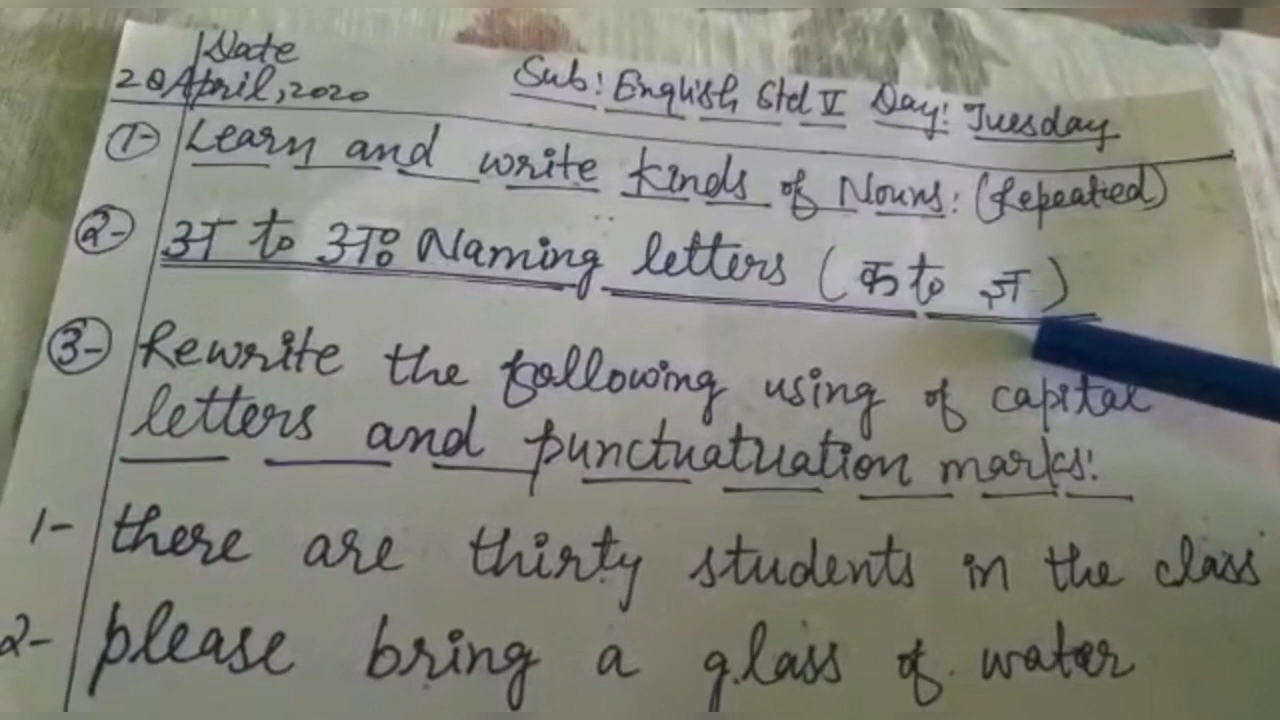 Date
28 April, 2020 Sub: English Std V Day: Tuesday
1- Learn and write kinds of Nouns: (Repeated)
2- अ to अः Naming letters (क to ज्ञ)
3- Rewrite the following using of capital
letters and punctuatuation marks:
1- there are thirty students in the class
2- please bring a glass of water